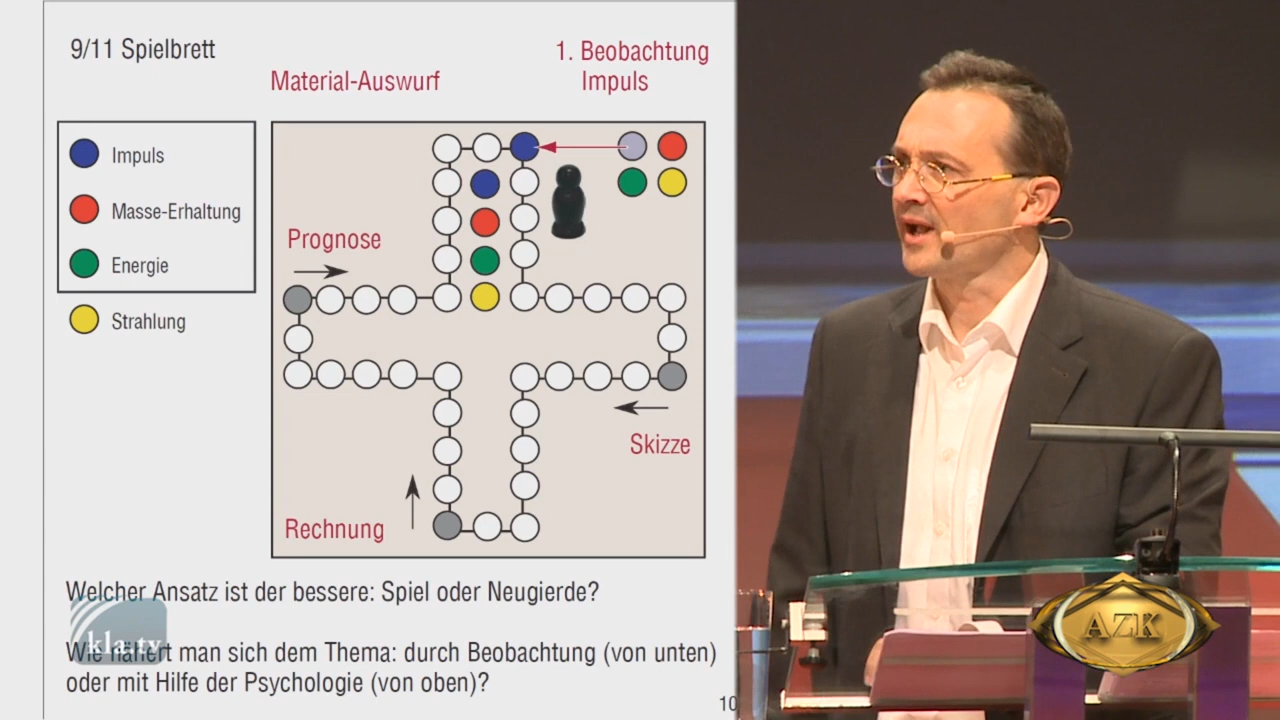 9/11 Spielbrett
1. Beobachtung
Impuls
Material-Auswurf
Impuls
Masse-Erhaltung
Energie
Strahlung
Prognose
Skizze
Rechnung
Welcher Ansatz ist der bessere: Spiel oder Neugierde?
Wie nähert man sich dem Thema: durch Beobachtung (von unten)
oder mit Hilfe der Psychologie (von oben)?
10
kla.tv
AZK